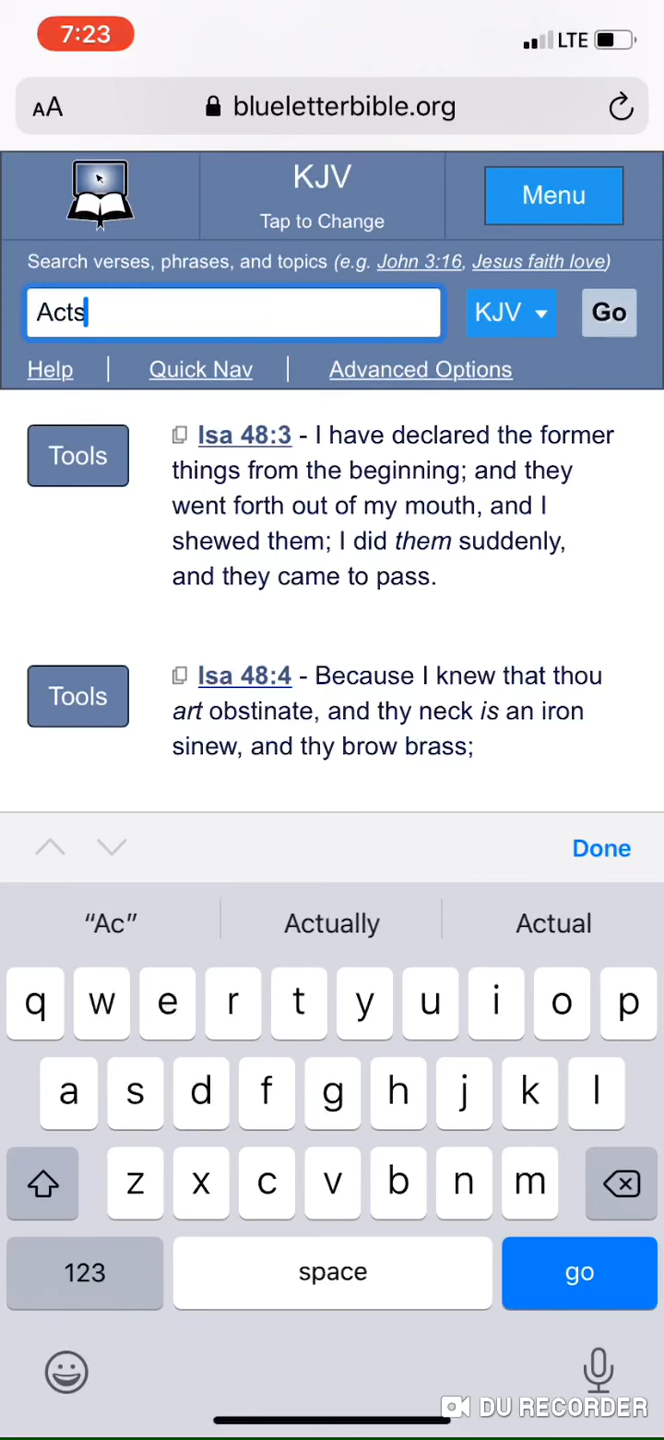 7:23 LTE
AA blueletterbible.org
KJV
Tap to Change
Menu
Search verses, phrases, and topics (e.g. John 3:16, Jesus faith love)
Acts KJV Go
Help | Quick Nav | Advanced Options
Tools
Isa 48:3 - I have declared the former
things from the beginning; and they
went forth out of my mouth, and I
shewed them; I did them suddenly,
and they came to pass.
Tools
Isa 48:4 - Because I knew that thou
art obstinate, and thy neck is an iron
sinew, and thy brow brass;
Done
“Ac” Actually Actual
q w e r t y u i o p
a s d f g h j k l
z x c v b n m
123 space go
DU RECORDER